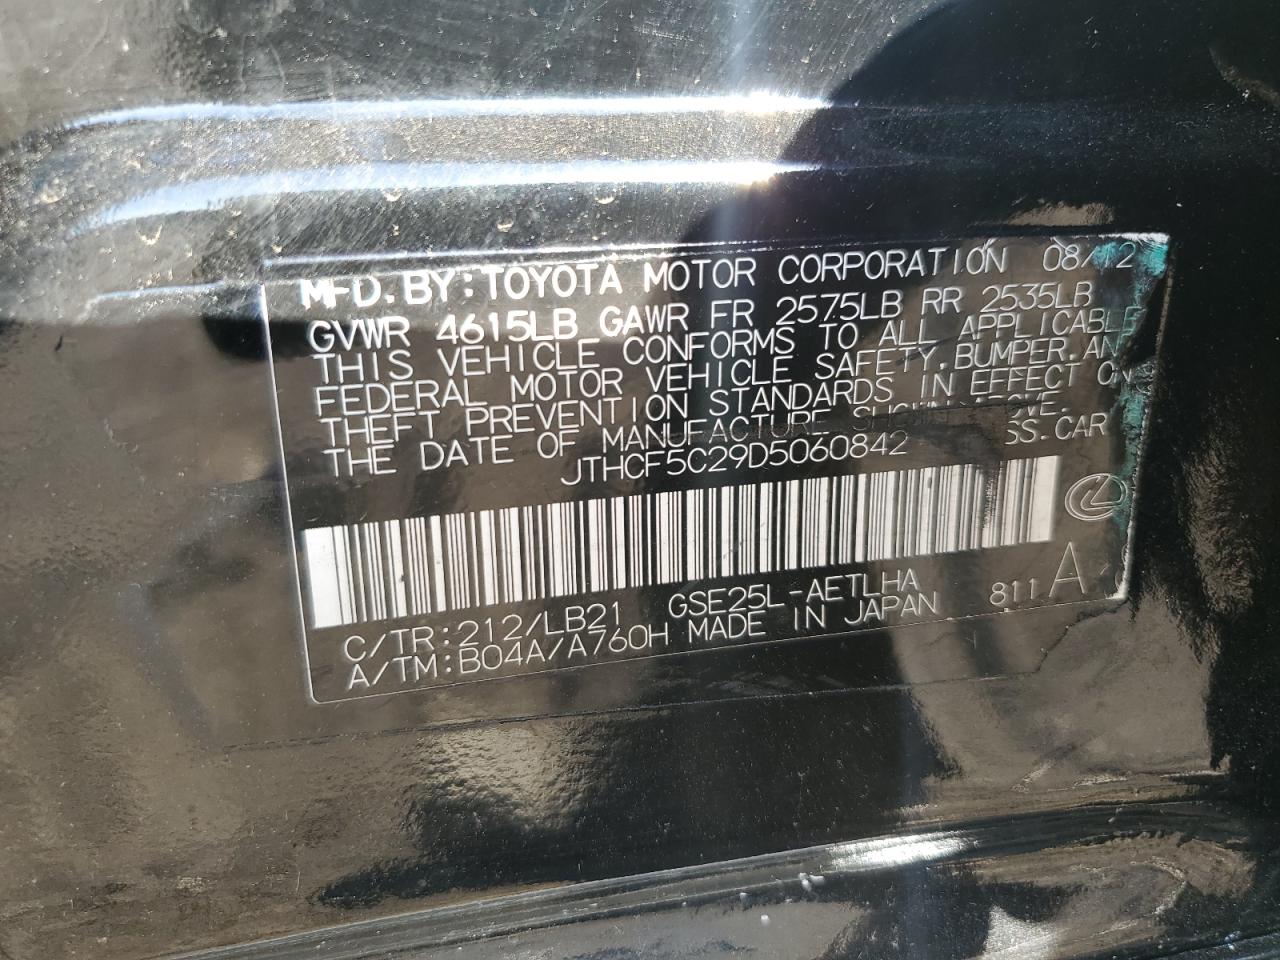 MFD. BY: TOYOTA MOTOR CORPORATION 08/12
GVWR 4615LB GAWR FR 2575LB RR 2535LB
THIS VEHICLE CONFORMS TO ALL APPLICABLE
FEDERAL MOTOR VEHICLE SAFETY, BUMPER, AN
THEFT PREVENTION STANDARDS IN EFFECT ON
THE DATE OF MANUFACTURE SHOWN ABOVE.
JTHCF5C29D5060842 SS. CAR
C/TR: 212/LB21 GSE25L-AETLHA
A/TM: B04A/A760H MADE IN JAPAN 811 A